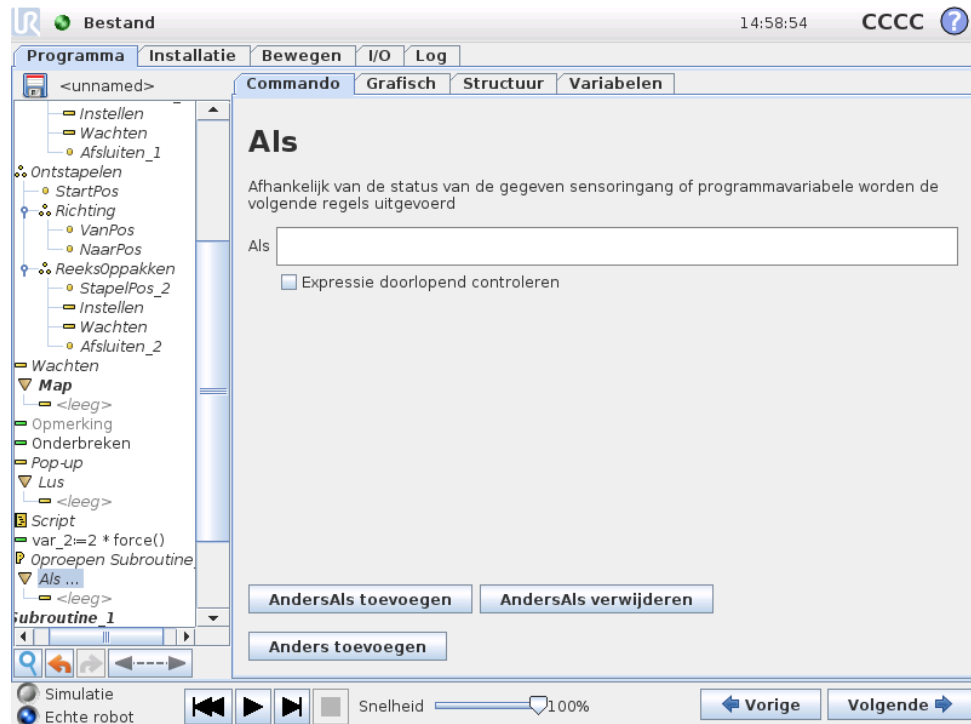 UR Bestand 14:58:54 CCCC ?
Programma Installatie Bewegen I/O Log
<unnamed>
Commando Grafisch Structuur Variabelen
Instellen
Wachten
Afsluiten_1
Ontstapelen
StartPos
Richting
VanPos
NaarPos
ReeksOppakken
StapelPos_2
Instellen
Wachten
Afsluiten_2
Wachten
Map
<leeg>
Opmerking
Onderbreken
Pop-up
Lus
<leeg>
Script
var_2:=2 * force()
Oproepen Subroutine_
Als ...
<leeg>
Subroutine_1
Als
Afhankelijk van de status van de gegeven sensoringang of programmavariabele worden de
volgende regels uitgevoerd
Als
Expressie doorlopend controleren
AndersAls toevoegen AndersAls verwijderen
Anders toevoegen
Simulatie
Echte robot
Snelheid 100%
Vorige Volgende